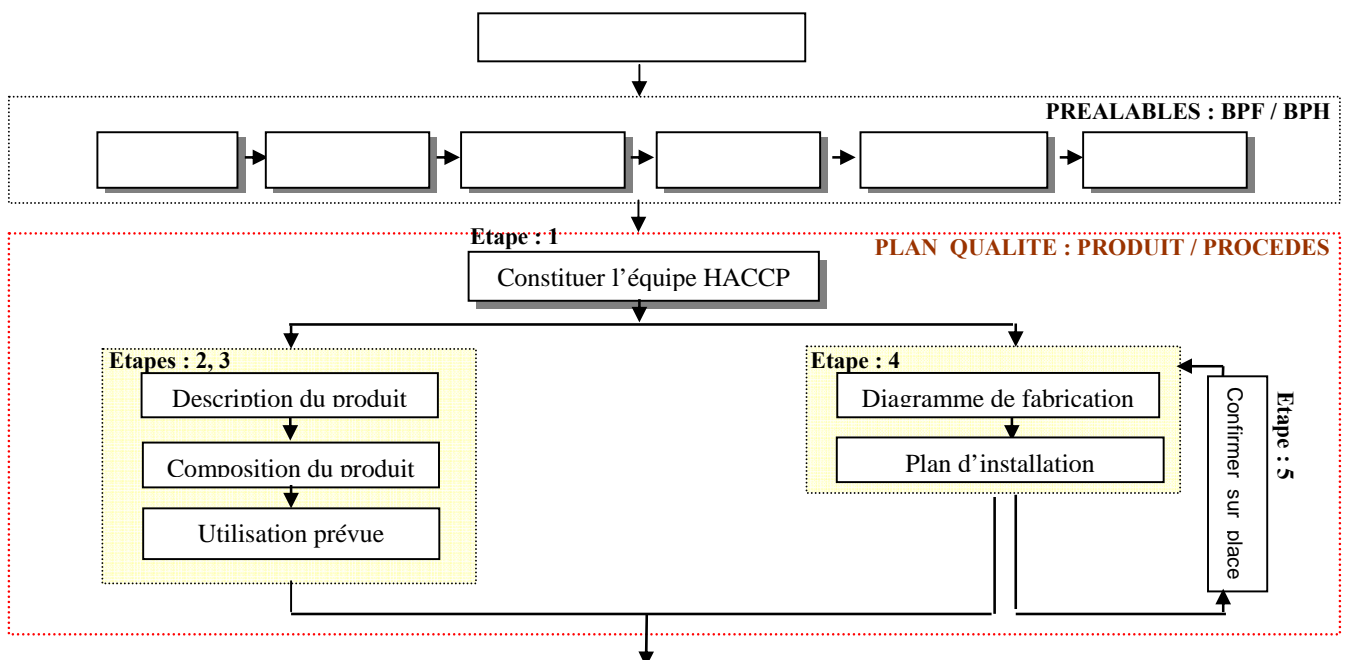 PREALABLES : BPF / BPH
Etape : 1
PLAN QUALITE : PRODUIT / PROCEDES
Constituer l’équipe HACCP
Etapes : 2, 3
Description du produit
Composition du produit
Utilisation prévue
Etape : 4
Diagramme de fabrication
Plan d’installation
Confirmer sur place
Etape : 5